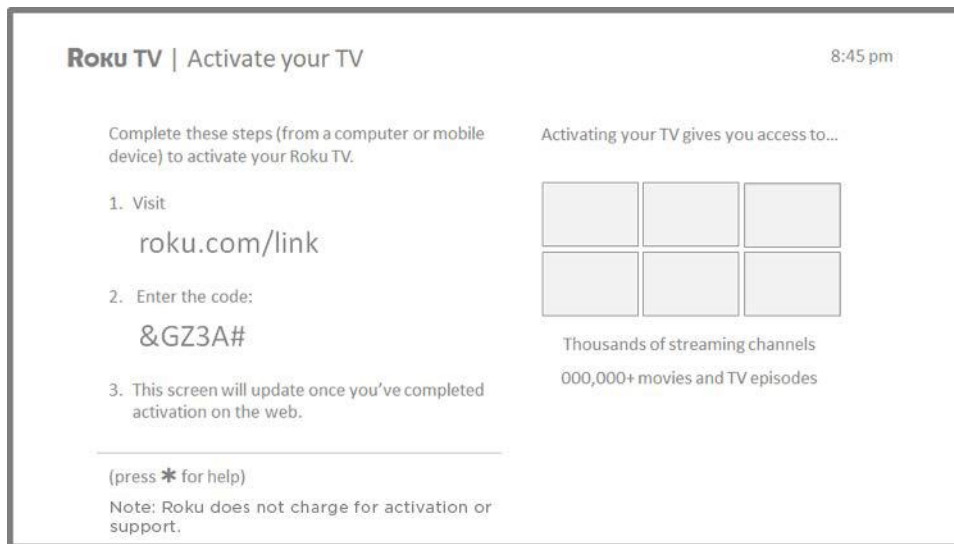 Roku TV | Activate your TV
8:45 pm
Complete these steps (from a computer or mobile
device) to activate your Roku TV.
1. Visit
roku.com/link
2. Enter the code:
&GZ3A#
3. This screen will update once you've completed
activation on the web.
(press ✱ for help)
Note: Roku does not charge for activation or
support.
Activating your TV gives you access to...
Thousands of streaming channels
000,000+ movies and TV episodes